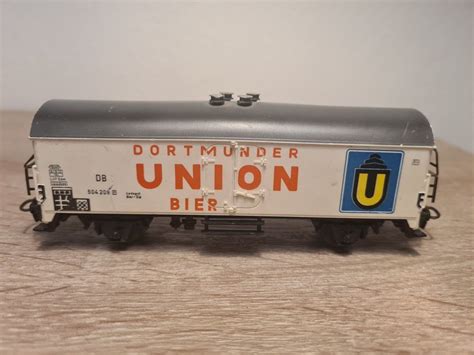 DORTMUNDER
UNION
BIER
U
DB
504 209